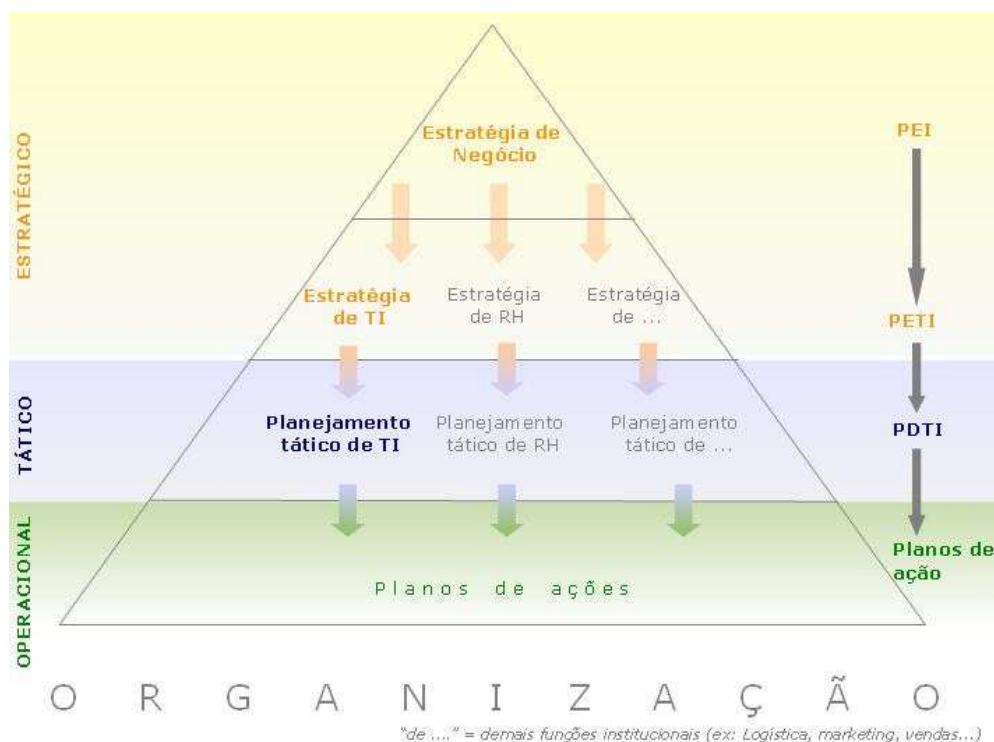 ESTRATÉGICO
Estratégia de
Negócio
PEI
Estratégia
de TI
Estratégia
de RH
Estratégia
de ...
PETI
TÁTICO
Planejamento
tático de TI
Planejamento
tático de RH
Planejamento
tático de ...
PDTI
OPERACIONAL
Planos de ações
Planos de
ação
O R G A N I Z A Ç Ã O
"de ...." = demais funções institucionais (ex: Logística, marketing, vendas...)